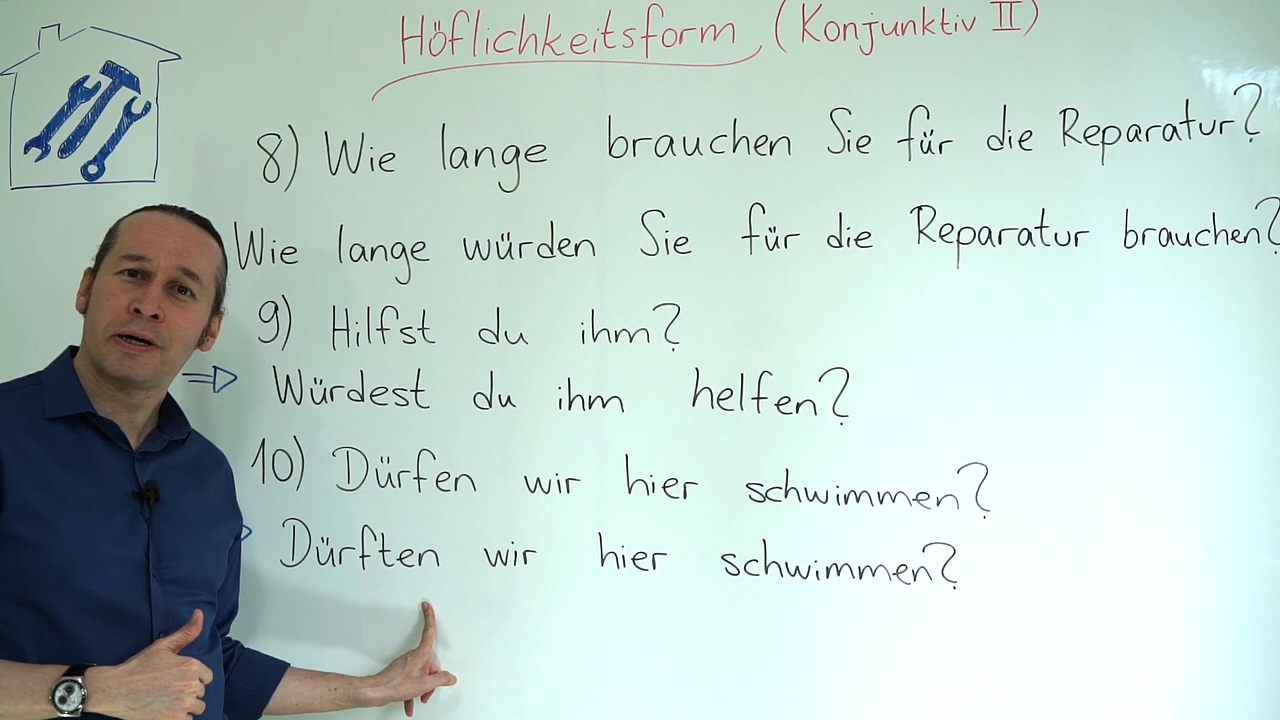 Höflichkeitsform (Konjunktiv II)
8) Wie lange brauchen Sie für die Reparatur?
Wie lange würden Sie für die Reparatur brauchen?
9) Hilfst du ihm?
⇒ Würdest du ihm helfen?
10) Dürfen wir hier schwimmen?
Dürften wir hier schwimmen?